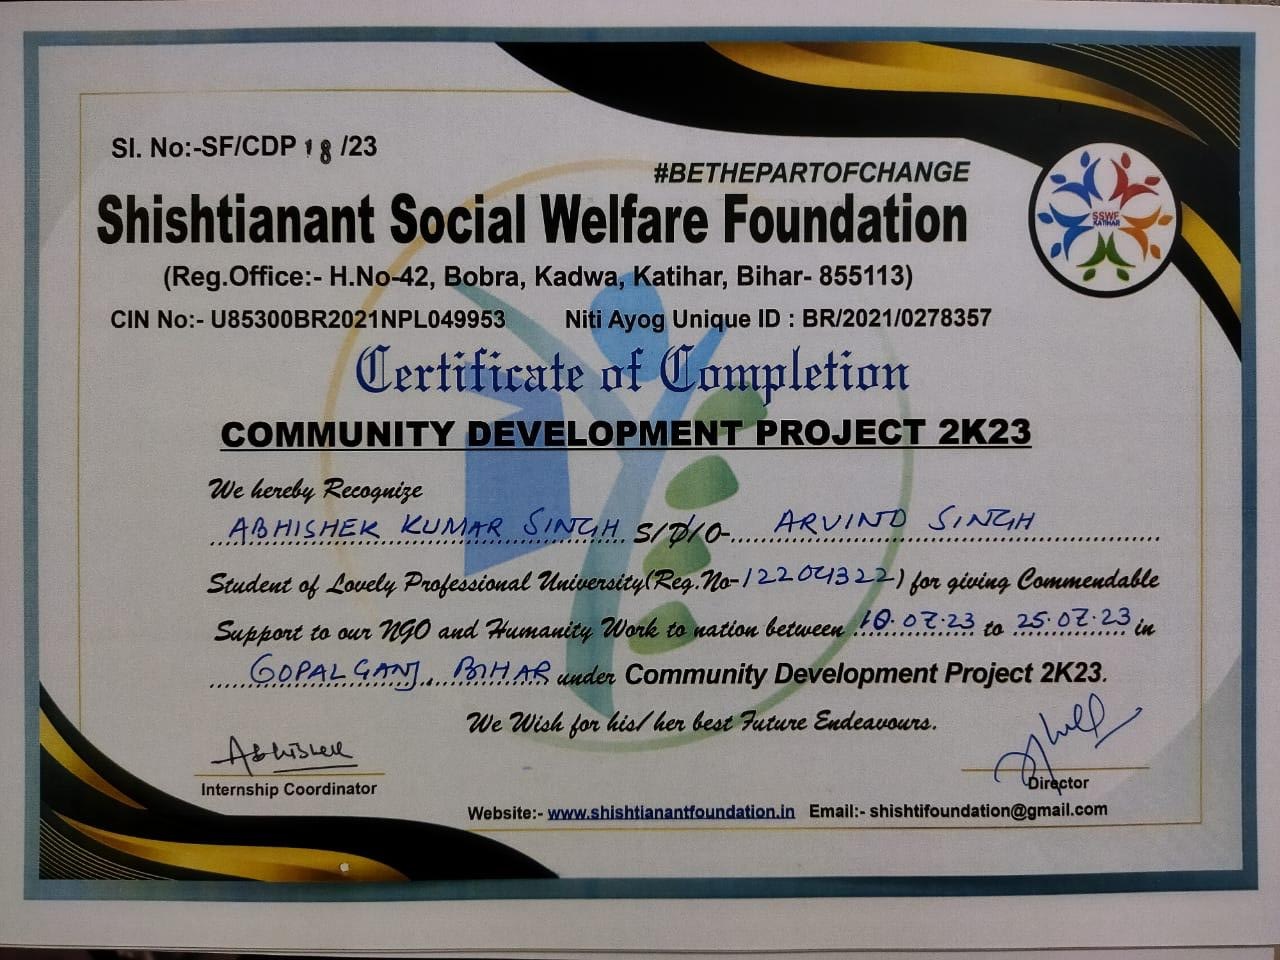 Sl. No:-SF/CDP 18 /23
#BETHEPARTOFCHANGE
Shishtianant Social Welfare Foundation
SSWF
KATIHAR
(Reg.Office:- H.No-42, Bobra, Kadwa, Katihar, Bihar- 855113)
CIN No:- U85300BR2021NPL049953 Niti Ayog Unique ID : BR/2021/0278357
Certificate of Completion
COMMUNITY DEVELOPMENT PROJECT 2K23
We hereby Recognize
ABHISHEK KUMAR SINGH S/D/O- ARVIND SINGH
Student of Lovely Professional University(Reg.No-12204322) for giving Commendable
Support to our NGO and Humanity Work to nation between 10.07.23 to 25.07.23 in
GOPALGANJ, BIHAR under Community Development Project 2K23.
We Wish for his/her best Future Endeavours.
Abhishek
Internship Coordinator
Director
Website:- www.shishtianantfoundation.in Email:- shishtifoundation@gmail.com